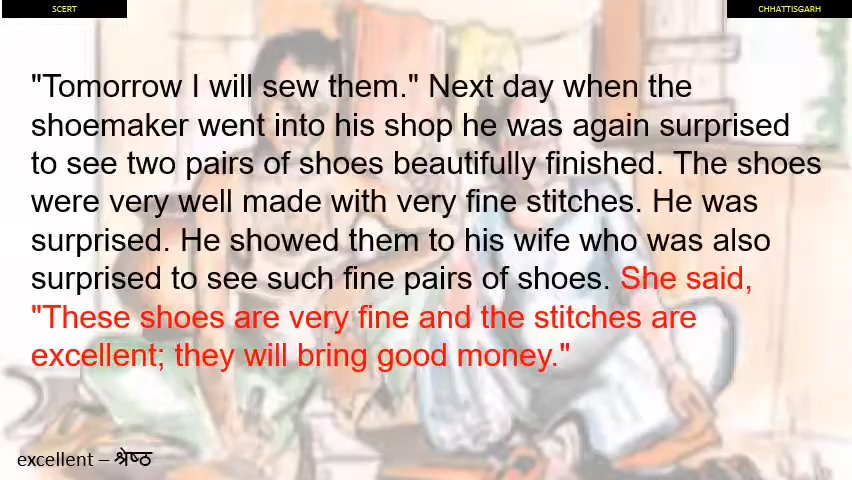 SCERT
CHHATTISGARH
"Tomorrow I will sew them." Next day when the
shoemaker went into his shop he was again surprised
to see two pairs of shoes beautifully finished. The shoes
were very well made with very fine stitches. He was
surprised. He showed them to his wife who was also
surprised to see such fine pairs of shoes. She said,
"These shoes are very fine and the stitches are
excellent; they will bring good money."
excellent – श्रेष्ठ